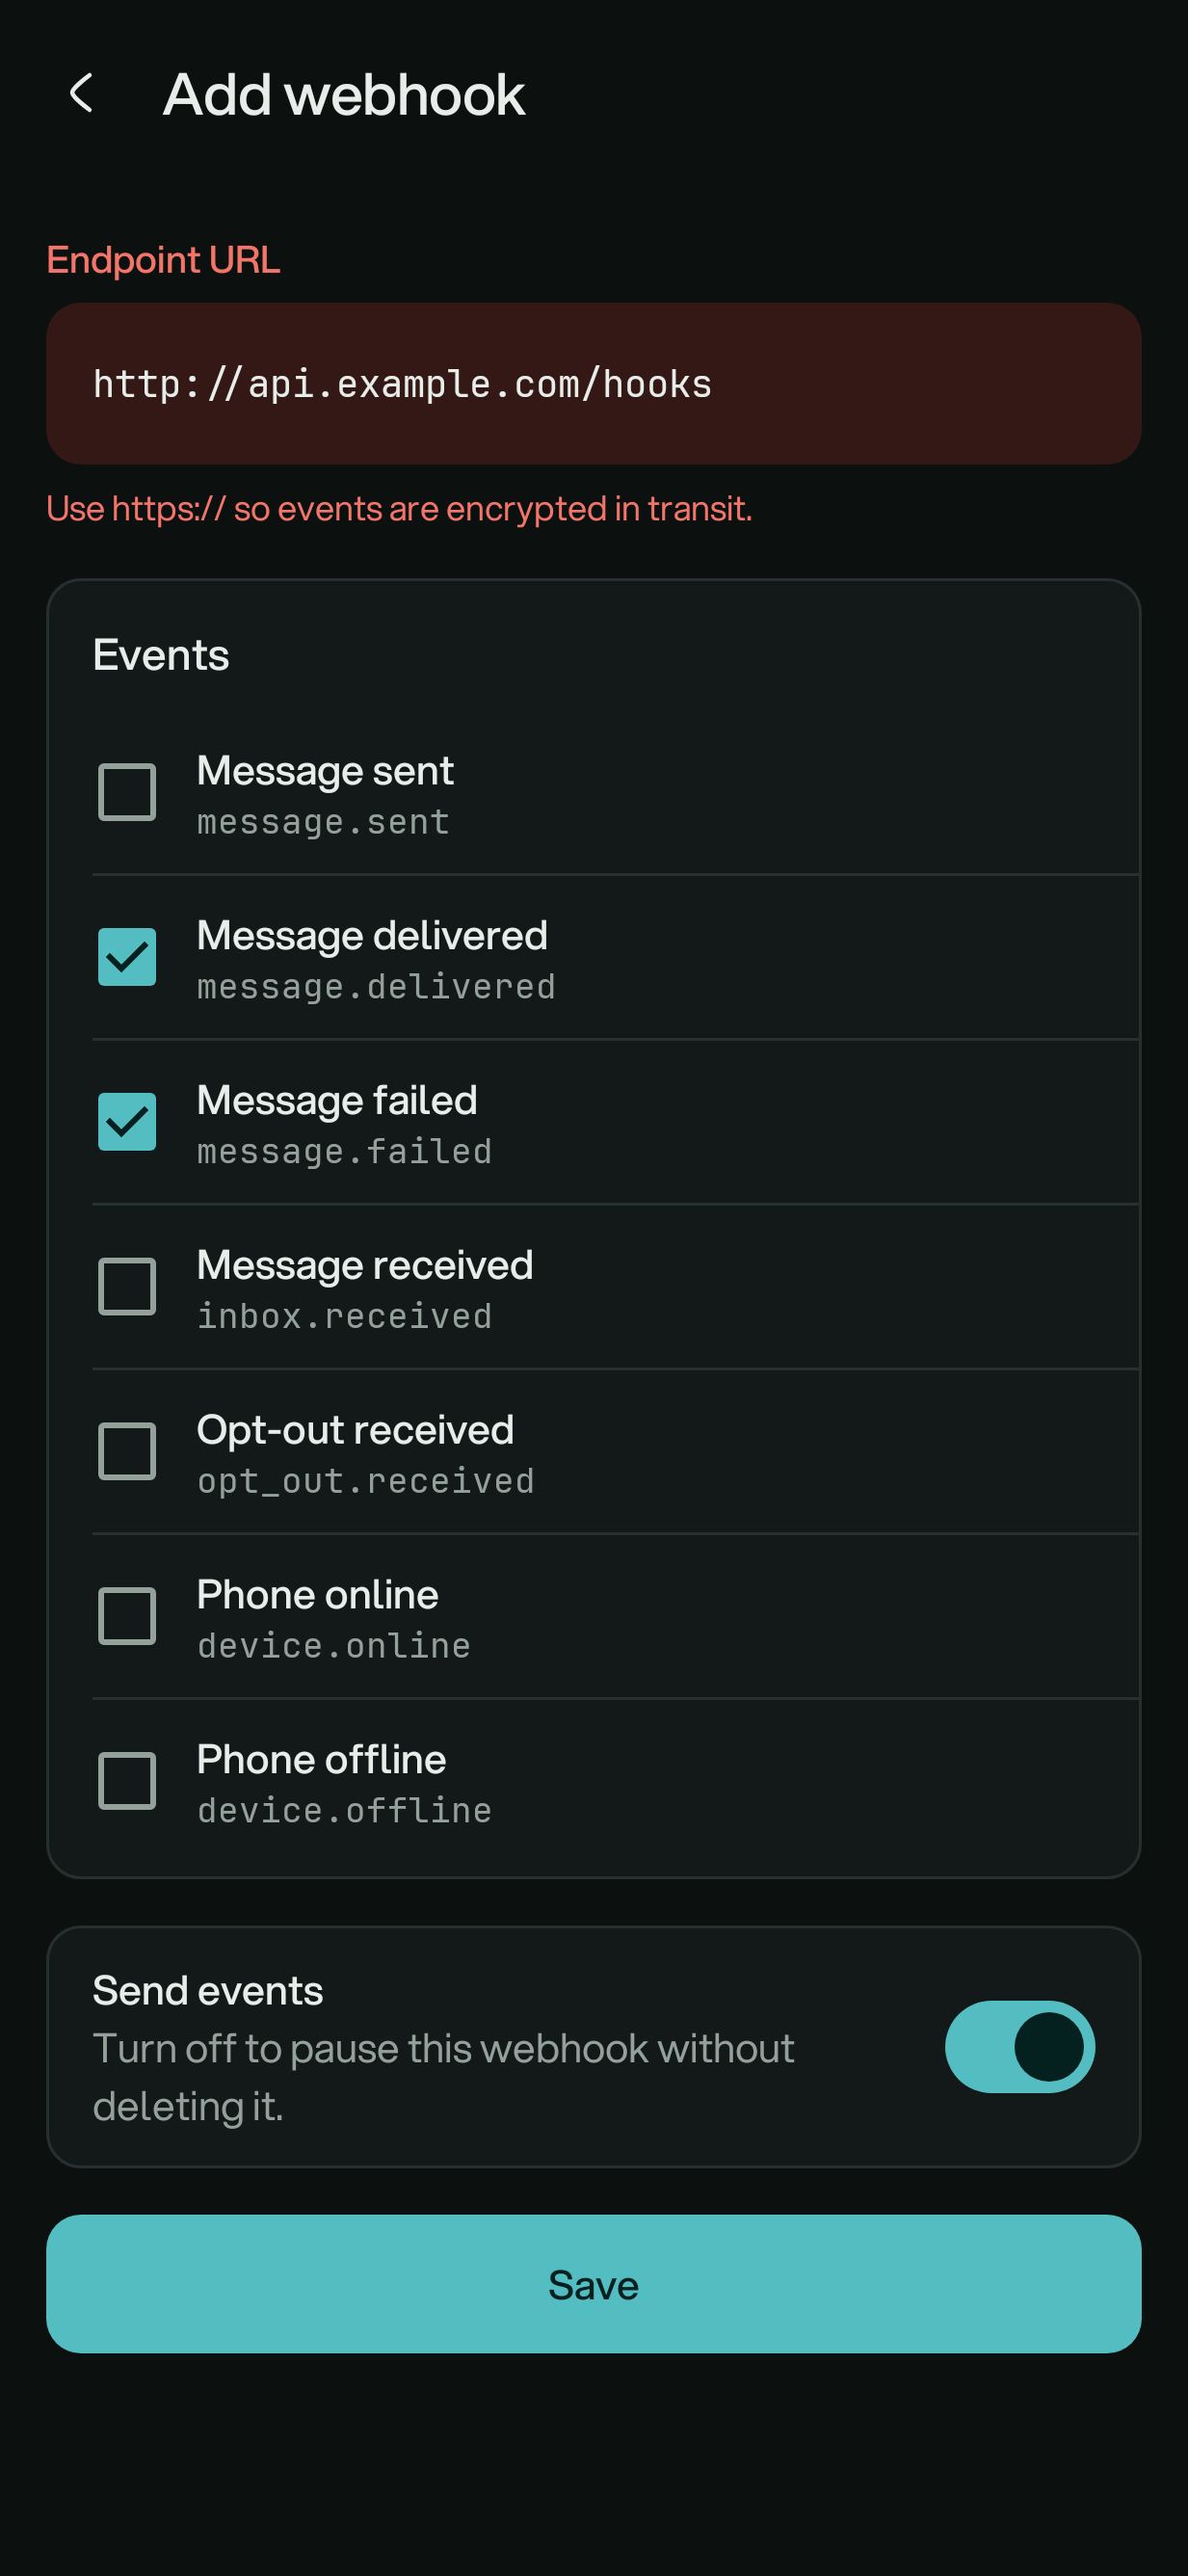 Add webhook
Endpoint URL
http://api.example.com/hooks
Use https:// so events are encrypted in transit.
Events
Message sent
message.sent
Message delivered
message.delivered
Message failed
message.failed
Message received
inbox.received
Opt-out received
opt_out.received
Phone online
device.online
Phone offline
device.offline
Send events
Turn off to pause this webhook without
deleting it.
Save